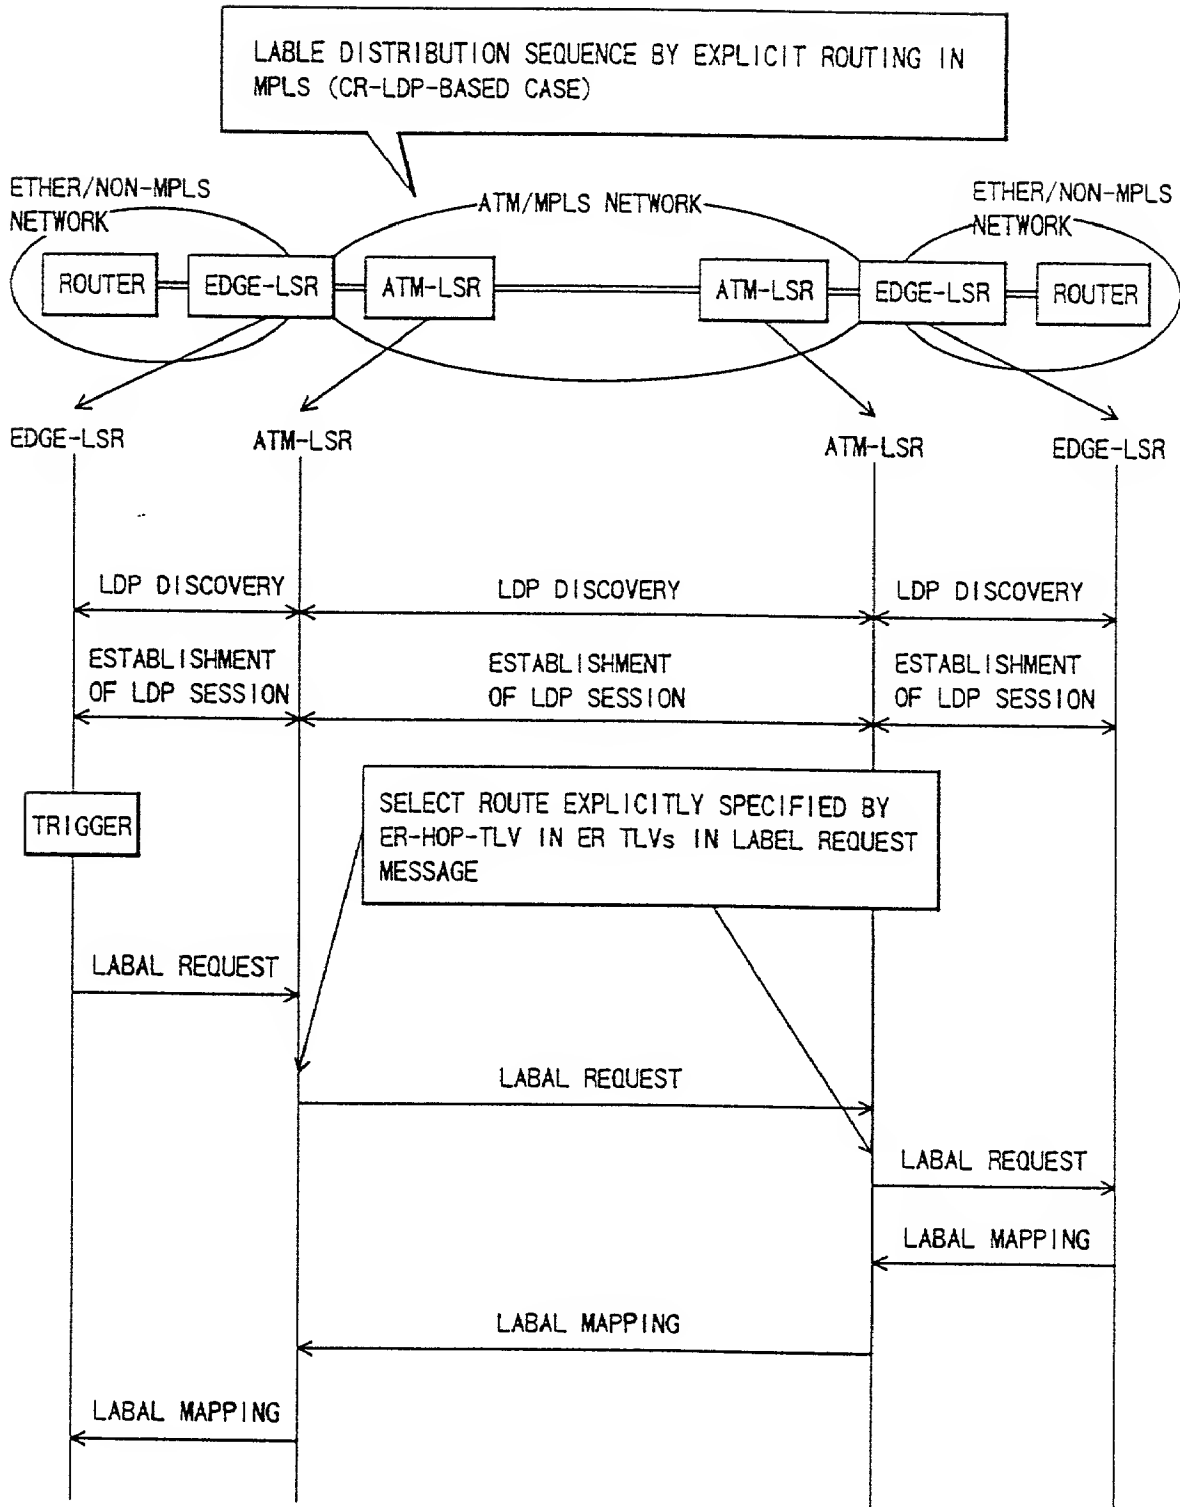 LABLE DISTRIBUTION SEQUENCE BY EXPLICIT ROUTING IN
MPLS (CR-LDP-BASED CASE)
ETHER/NON-MPLS
NETWORK
ATM/MPLS NETWORK
ETHER/NON-MPLS
NETWORK
ROUTER
EDGE-LSR
ATM-LSR
ATM-LSR
EDGE-LSR
ROUTER
EDGE-LSR
ATM-LSR
ATM-LSR
EDGE-LSR
LDP DISCOVERY
LDP DISCOVERY
LDP DISCOVERY
ESTABLISHMENT
OF LDP SESSION
ESTABLISHMENT
OF LDP SESSION
ESTABLISHMENT
OF LDP SESSION
TRIGGER
SELECT ROUTE EXPLICITLY SPECIFIED BY
ER-HOP-TLV IN ER TLVs IN LABEL REQUEST
MESSAGE
LABAL REQUEST
LABAL REQUEST
LABAL REQUEST
LABAL MAPPING
LABAL MAPPING
LABAL MAPPING